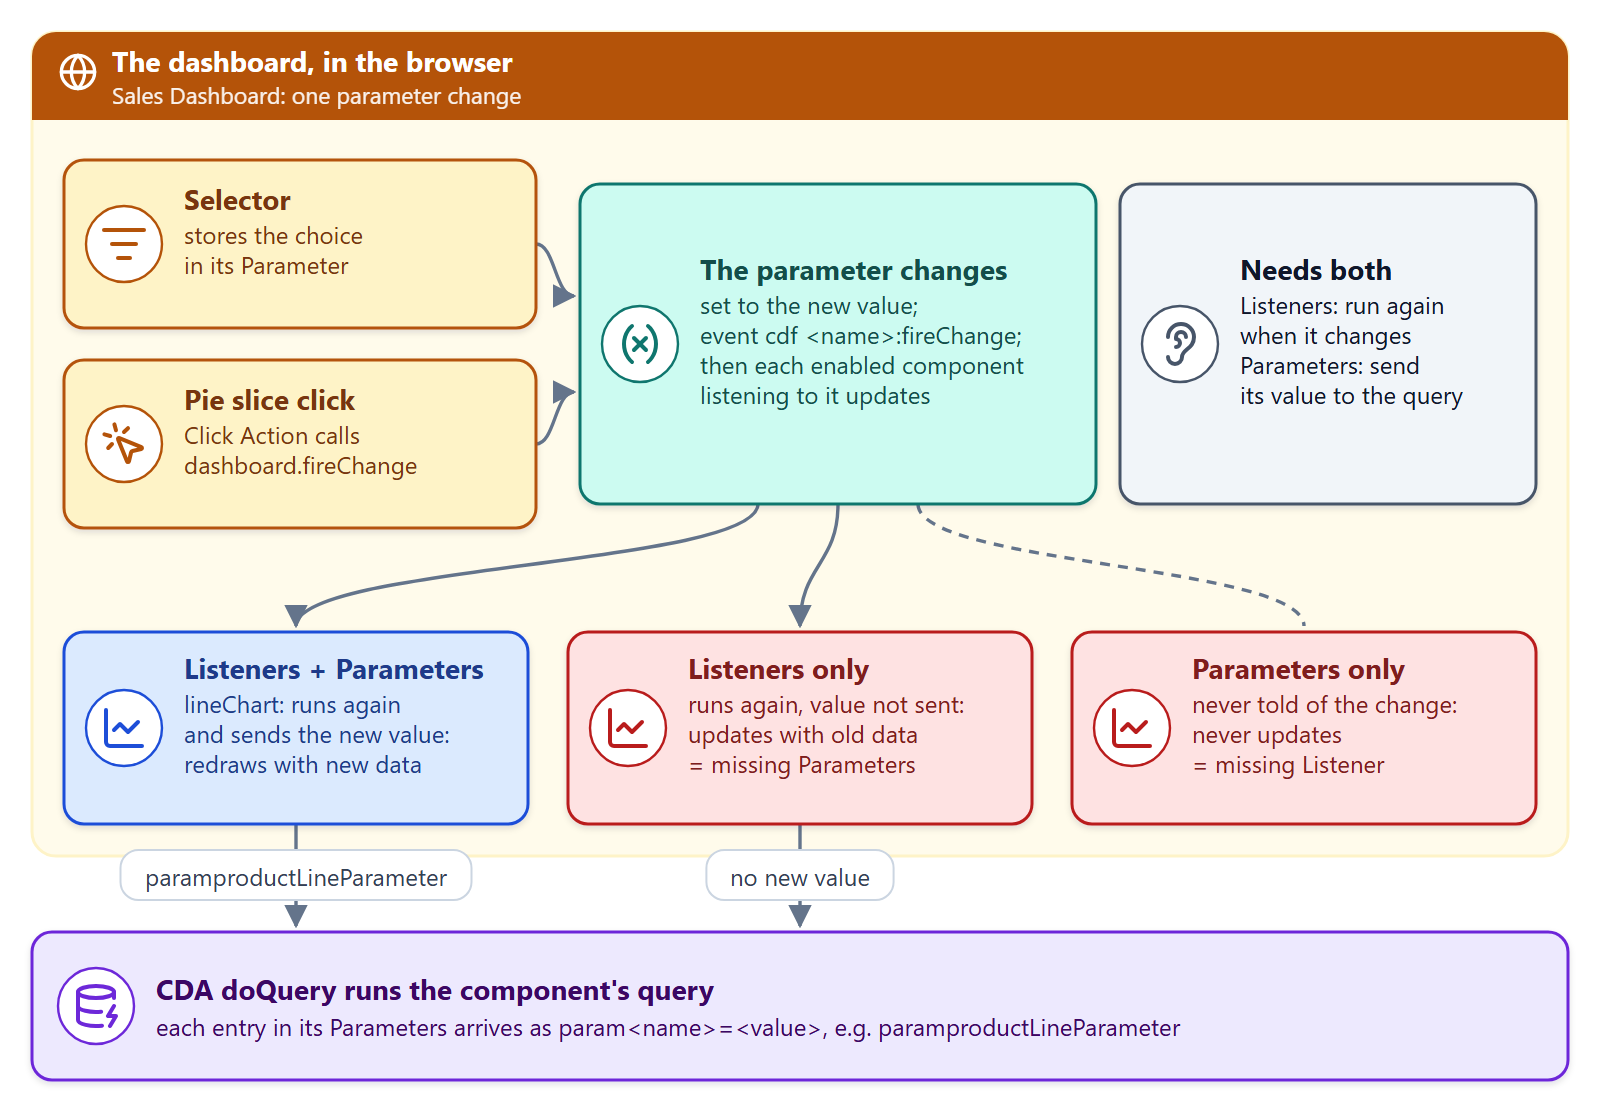 The dashboard, in the browser
Sales Dashboard: one parameter change
Selector
stores the choice
in its Parameter
Pie slice click
Click Action calls
dashboard.fireChange
The parameter changes
set to the new value;
event cdf <name>:fireChange;
then each enabled component
listening to it updates
Needs both
Listeners: run again
when it changes
Parameters: send
its value to the query
Listeners + Parameters
lineChart: runs again
and sends the new value:
redraws with new data
Listeners only
runs again, value not sent:
updates with old data
= missing Parameters
Parameters only
never told of the change:
never updates
= missing Listener
paramproductLineParameter
no new value
CDA doQuery runs the component's query
each entry in its Parameters arrives as param<name>=<value>, e.g. paramproductLineParameter